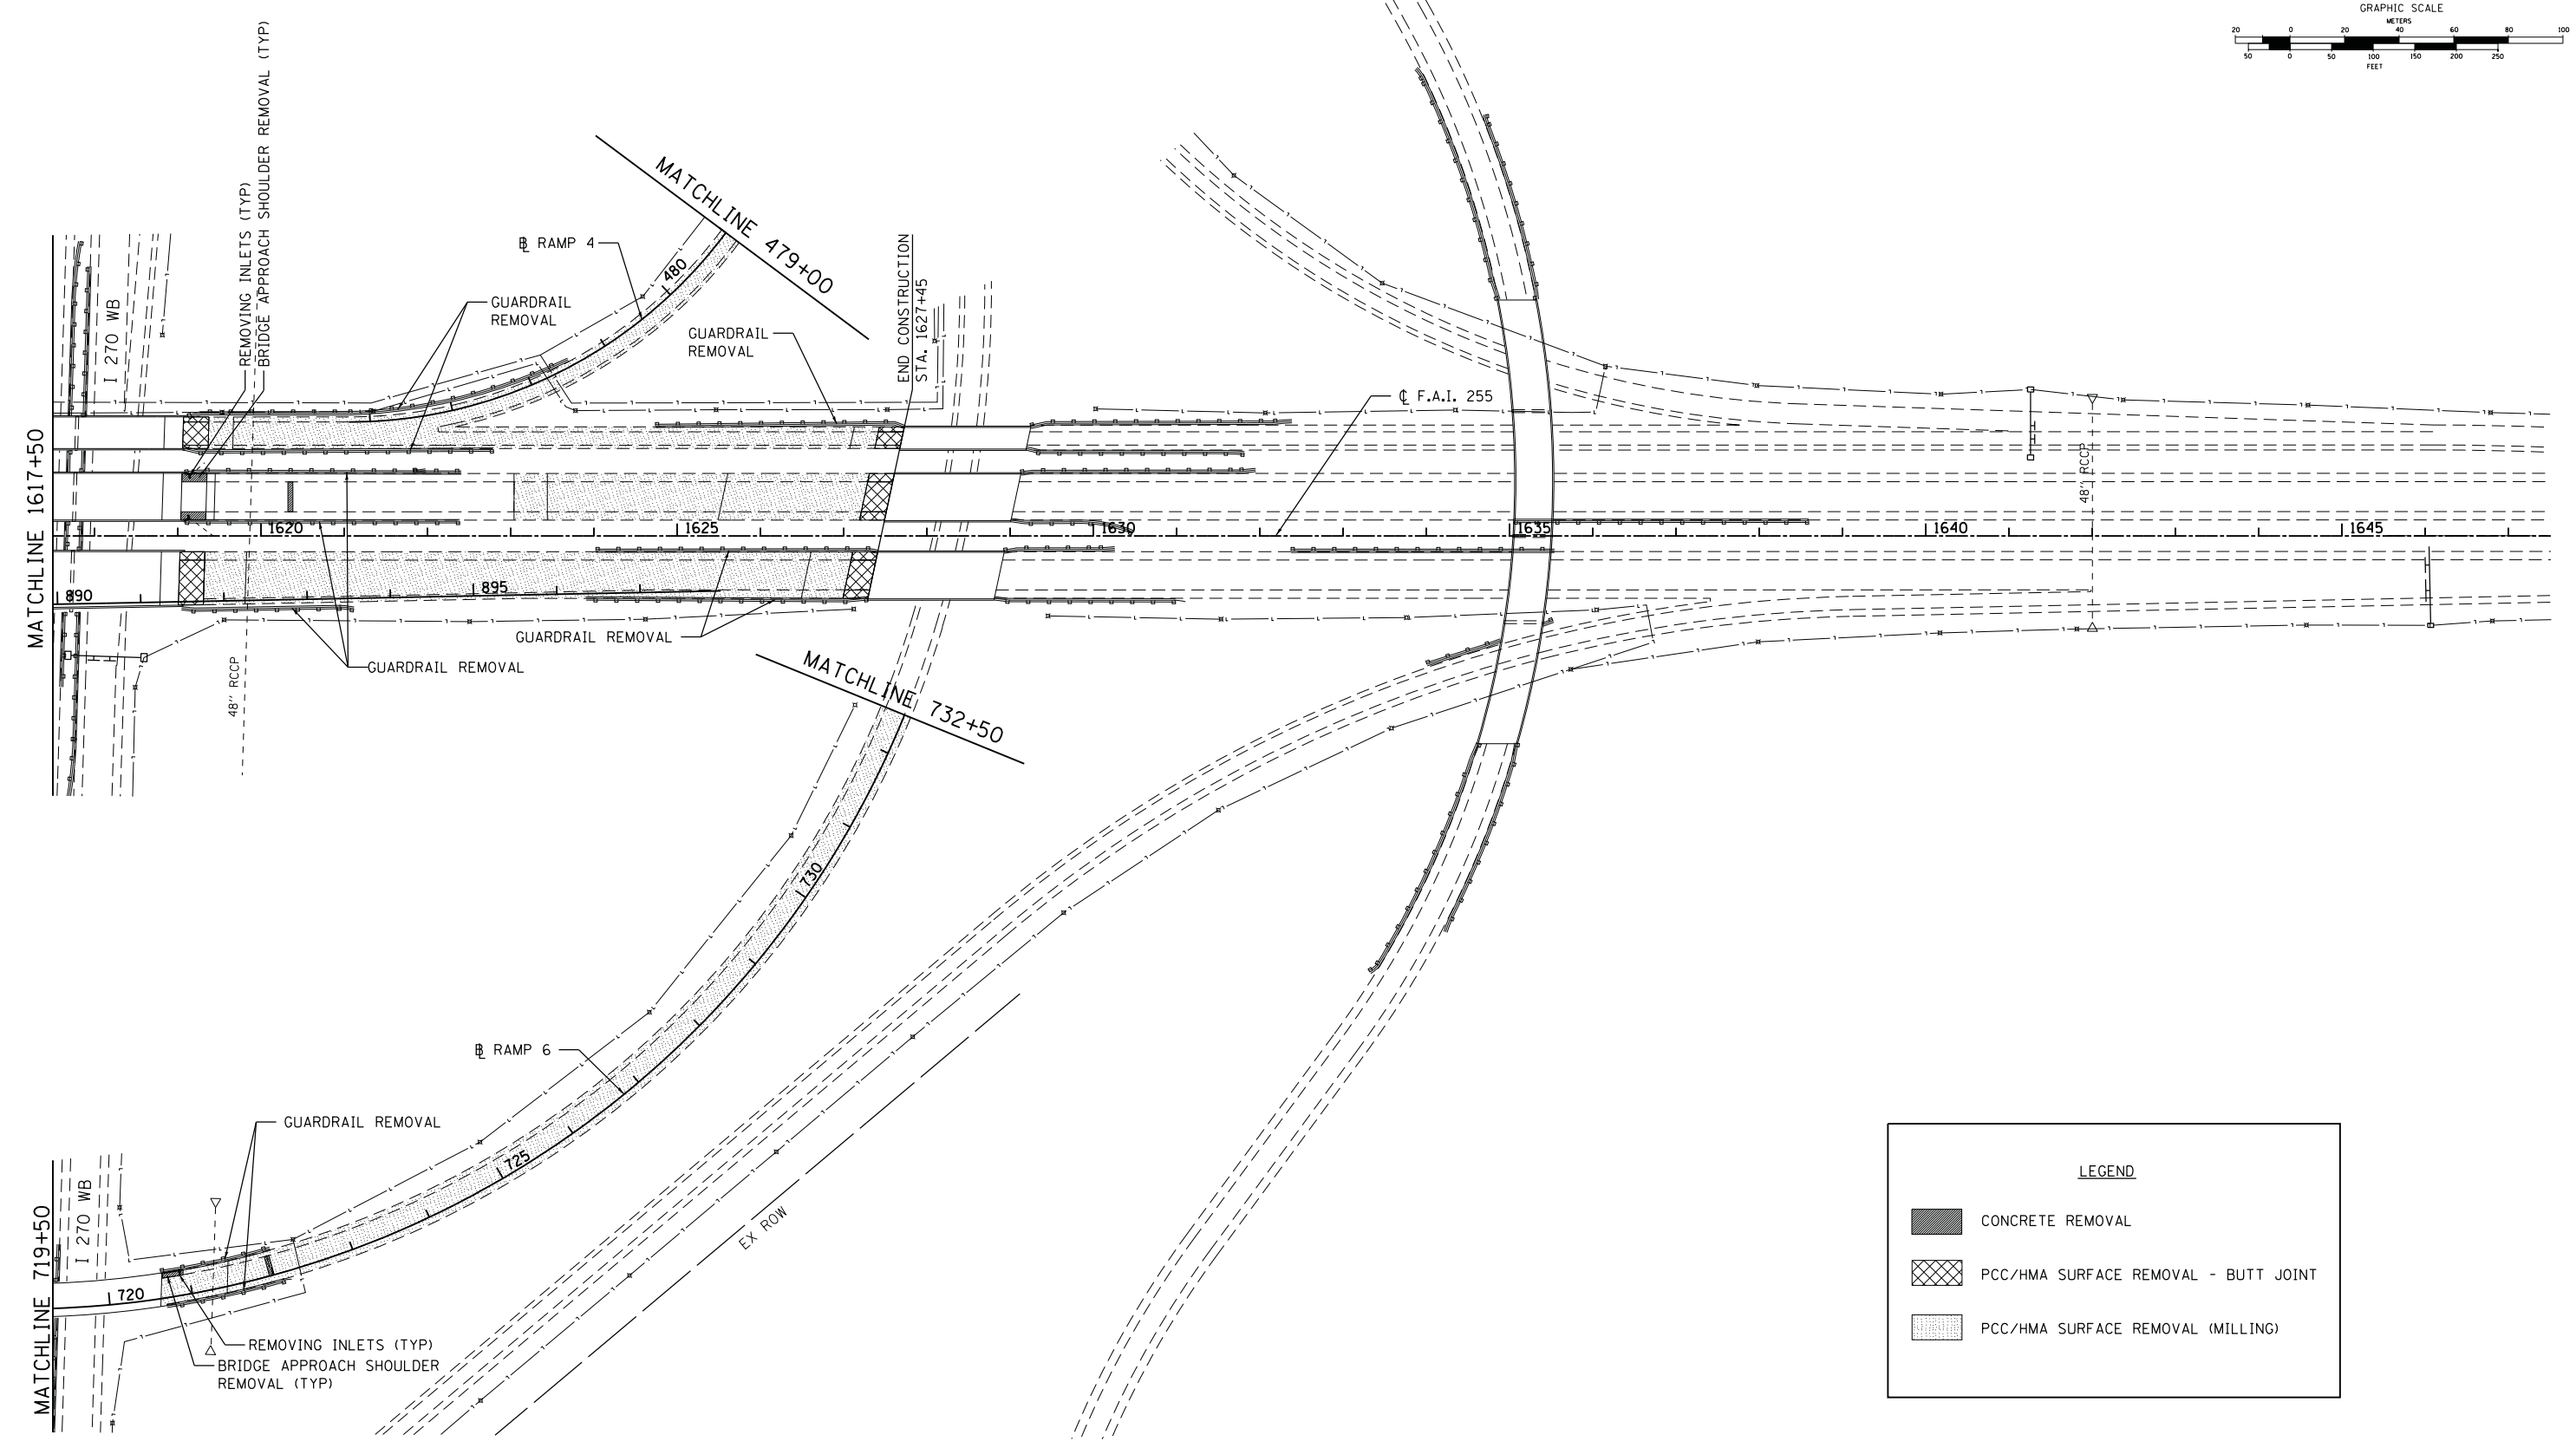 GRAPHIC SCALE
METERS
20 0 20 40 60 80 100
50 0 50 100 150 200 250
FEET
REMOVING INLETS (TYP)
BRIDGE APPROACH SHOULDER REMOVAL (TYP)
MATCHLINE 479+00
℄ RAMP 4
480
I 270 WB
GUARDRAIL
REMOVAL
GUARDRAIL
REMOVAL
END CONSTRUCTION
STA. 1627+45
℄ F.A.I. 255
MATCHLINE 1617+50
48" RCCP
1620
1625
1630
1635
1640
1645
890
895
GUARDRAIL REMOVAL
GUARDRAIL REMOVAL
48" RCCP
MATCHLINE 732+50
730
℄ RAMP 6
725
GUARDRAIL REMOVAL
MATCHLINE 719+50
I 270 WB
720
EX ROW
REMOVING INLETS (TYP)
BRIDGE APPROACH SHOULDER
REMOVAL (TYP)
LEGEND
CONCRETE REMOVAL
PCC/HMA SURFACE REMOVAL - BUTT JOINT
PCC/HMA SURFACE REMOVAL (MILLING)